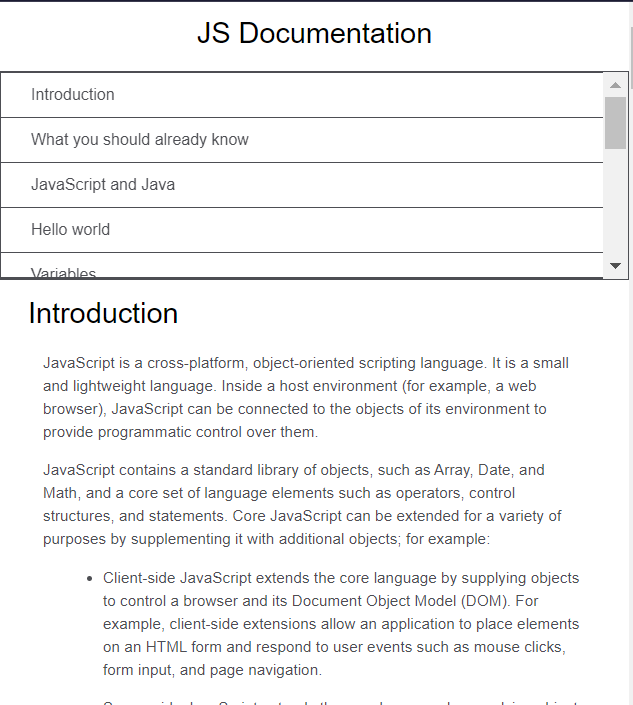 JS Documentation
Introduction
What you should already know
JavaScript and Java
Hello world
Variables
Introduction
JavaScript is a cross-platform, object-oriented scripting language. It is a small
and lightweight language. Inside a host environment (for example, a web
browser), JavaScript can be connected to the objects of its environment to
provide programmatic control over them.
JavaScript contains a standard library of objects, such as Array, Date, and
Math, and a core set of language elements such as operators, control
structures, and statements. Core JavaScript can be extended for a variety of
purposes by supplementing it with additional objects; for example:
• Client-side JavaScript extends the core language by supplying objects
to control a browser and its Document Object Model (DOM). For
example, client-side extensions allow an application to place elements
on an HTML form and respond to user events such as mouse clicks,
form input, and page navigation.